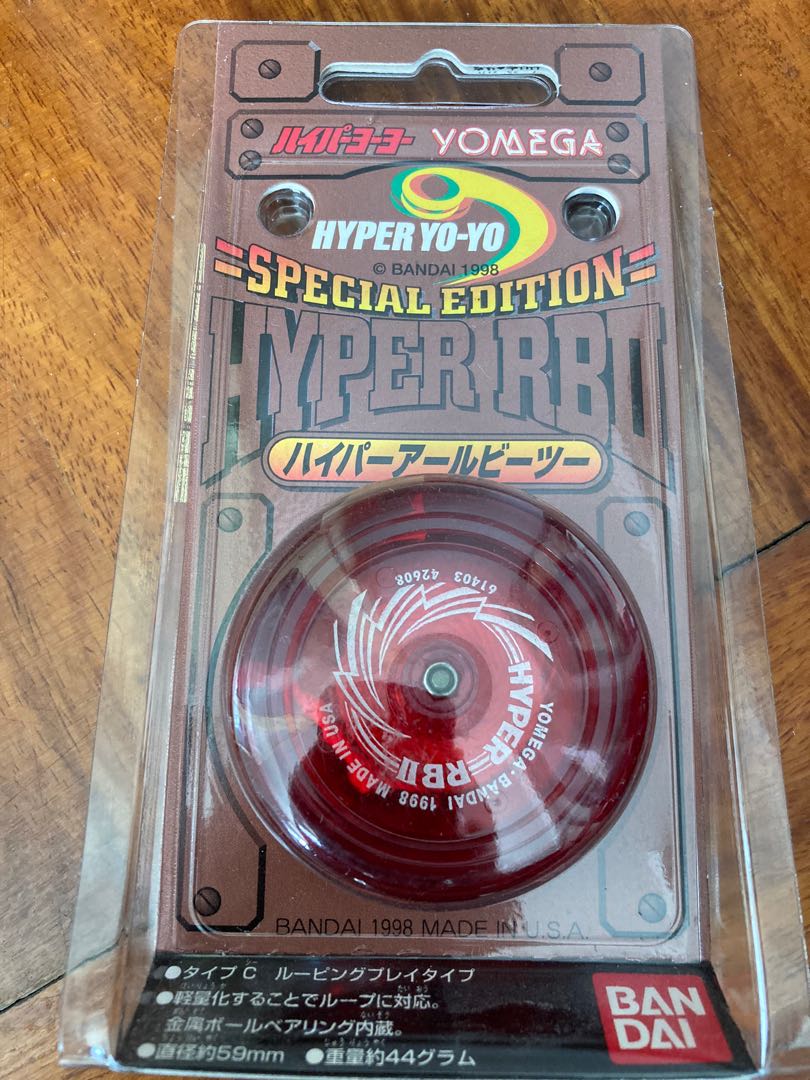 ハイパーヨーヨー YOMEGA
HYPER YO-YO
© BANDAI 1998
SPECIAL EDITION
HYPER RBII
ハイパーアールビーツー
61403 42608
HYPER RBII
YOMEGA・BANDAI 1998 MADE IN USA
BANDAI 1998 MADE IN U.S.A.
●タイプC ルーピングプレイタイプ
●軽量化することでループに対応。
金属ボールベアリング内蔵。
●直径約59mm ●重量約44グラム
BAN
DAI